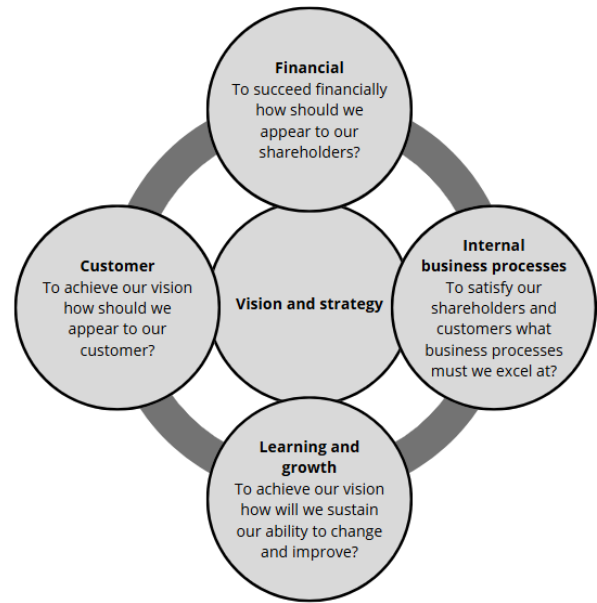 Financial
To succeed financially
how should we
appear to our
shareholders?
Customer
To achieve our vision
how should we
appear to our
customer?
Vision and strategy
Internal
business processes
To satisfy our
shareholders and
customers what
business processes
must we excel at?
Learning and
growth
To achieve our vision
how will we sustain
our ability to change
and improve?